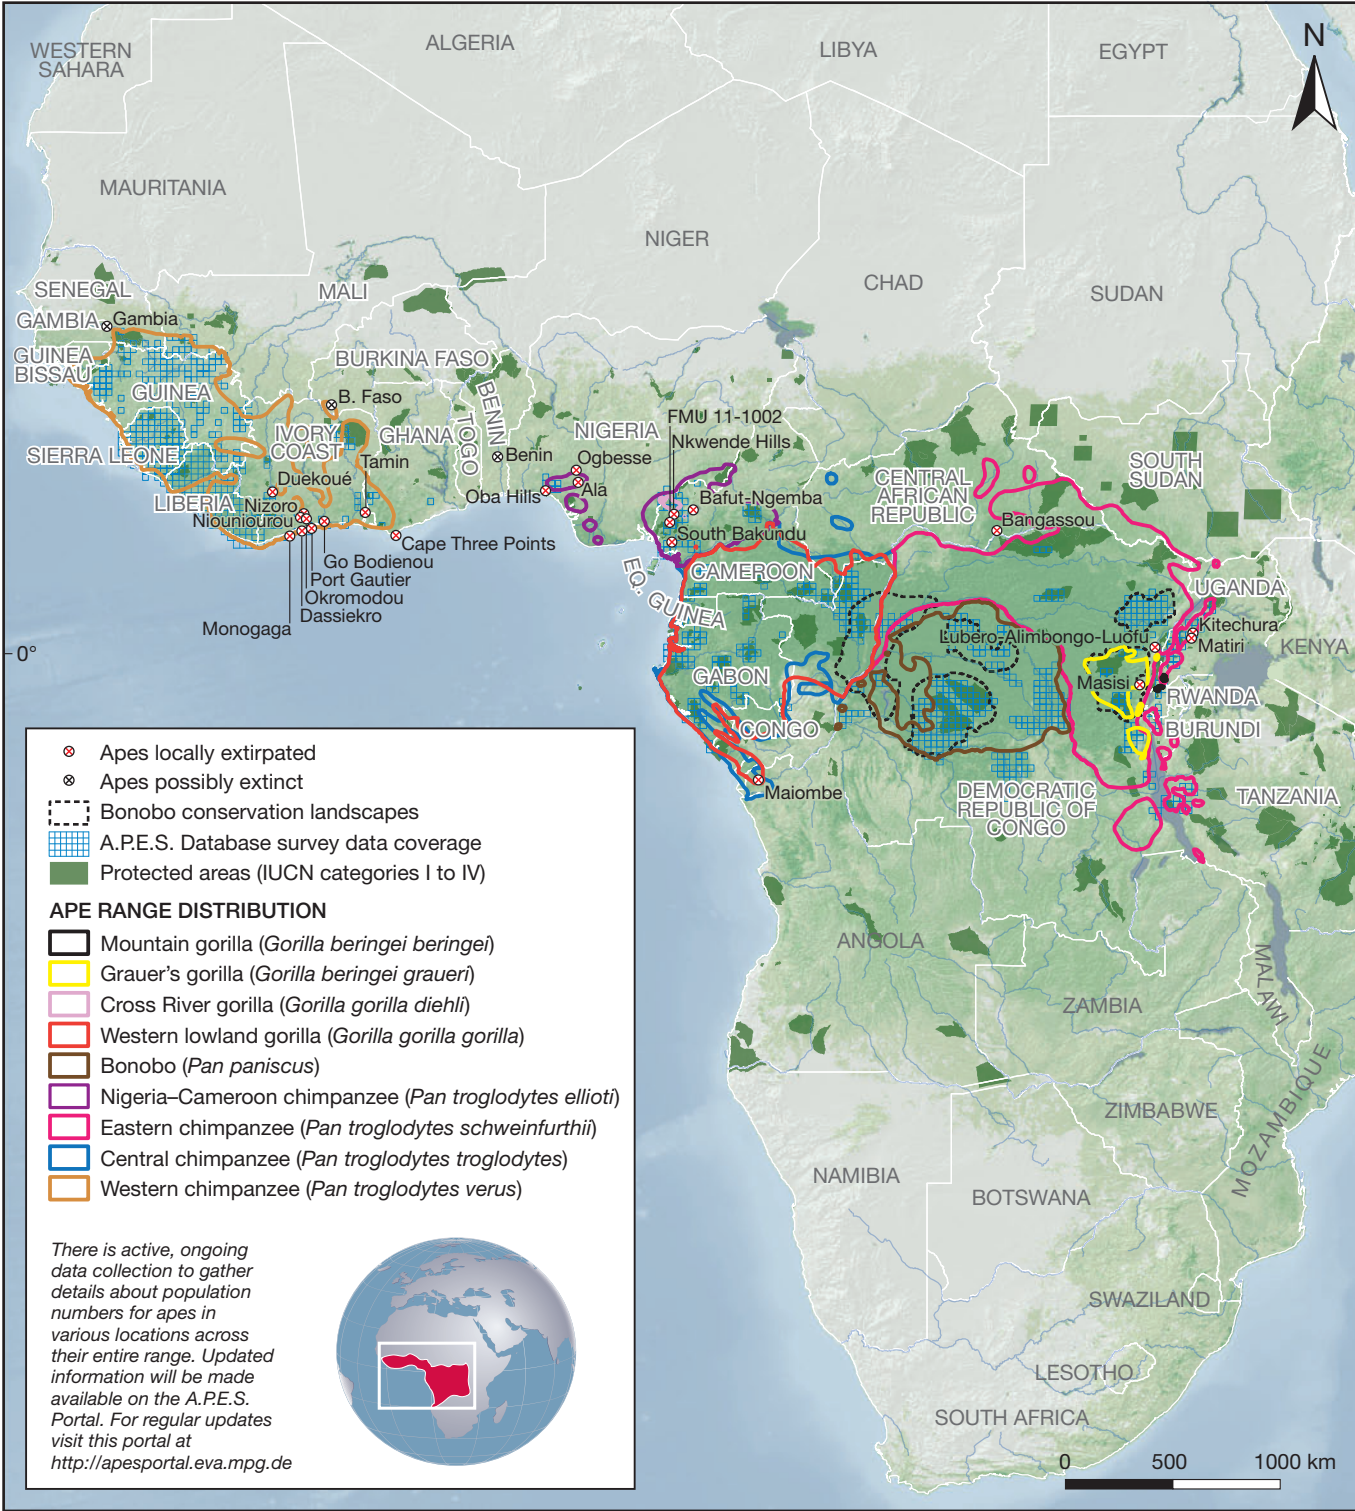 WESTERN
SAHARA
ALGERIA
LIBYA
EGYPT
N
MAURITANIA
NIGER
CHAD
SUDAN
SENEGAL
MALI
GAMBIA
Gambia
GUINEA
BISSAU
BURKINA FASO
GUINEA
B. Faso
BENIN
TOGO
GHANA
IVORY
COAST
NIGERIA
FMU 11-1002
Nkwende Hills
SIERRA LEONE
Tamin
Benin
Ogbesse
CENTRAL
AFRICAN
REPUBLIC
SOUTH
SUDAN
Duekoué
Oba Hills
Ala
Bafut-Ngemba
LIBERIA
Nizoro
Niouniourou
Bangassou
South Bakundu
Cape Three Points
Go Bodienou
Port Gautier
Okromodou
Dassiekro
Monogaga
EQ. GUINEA
CAMEROON
UGANDA
Kitechura
Lubero-Alimbongo-Luofu
Matiri
KENYA
0°
GABON
Masisi
RWANDA
CONGO
BURUNDI
Maiombe
DEMOCRATIC
REPUBLIC OF
CONGO
TANZANIA
Apes locally extirpated
Apes possibly extinct
Bonobo conservation landscapes
A.P.E.S. Database survey data coverage
Protected areas (IUCN categories I to IV)
APE RANGE DISTRIBUTION
Mountain gorilla (Gorilla beringei beringei)
Grauer's gorilla (Gorilla beringei graueri)
Cross River gorilla (Gorilla gorilla diehli)
Western lowland gorilla (Gorilla gorilla gorilla)
Bonobo (Pan paniscus)
Nigeria–Cameroon chimpanzee (Pan troglodytes ellioti)
Eastern chimpanzee (Pan troglodytes schweinfurthii)
Central chimpanzee (Pan troglodytes troglodytes)
Western chimpanzee (Pan troglodytes verus)
ANGOLA
ZAMBIA
MALAWI
MOZAMBIQUE
ZIMBABWE
NAMIBIA
BOTSWANA
SWAZILAND
LESOTHO
SOUTH AFRICA
There is active, ongoing
data collection to gather
details about population
numbers for apes in
various locations across
their entire range. Updated
information will be made
available on the A.P.E.S.
Portal. For regular updates
visit this portal at
http://apesportal.eva.mpg.de
0 500 1000 km